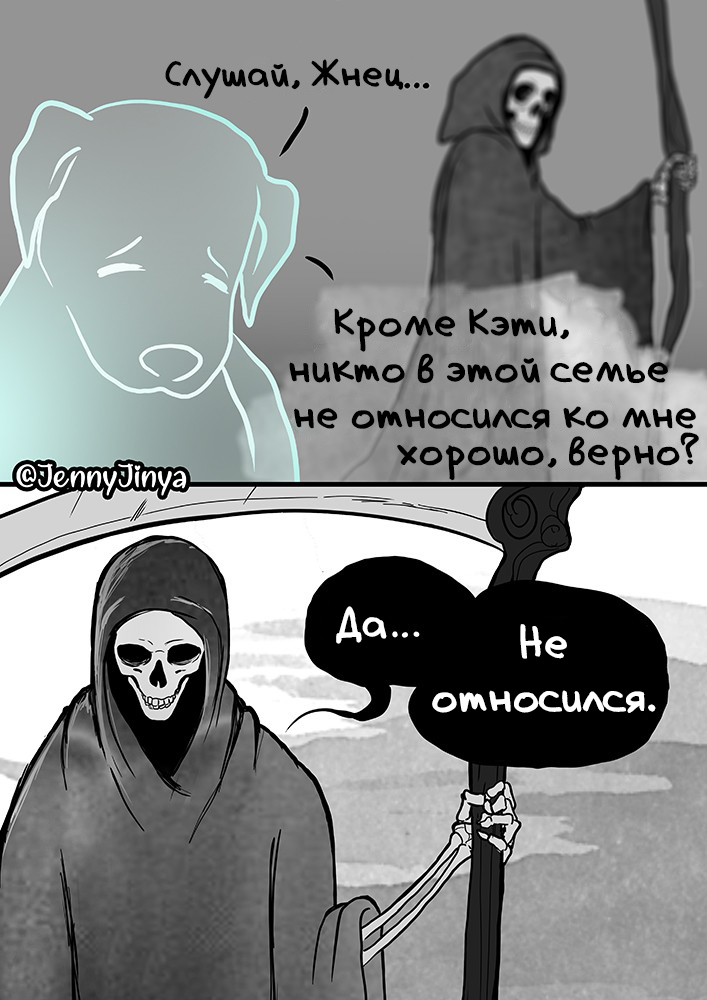 Слушай, Жнец...
Кроме Кэти,
никто в этой семье
не относился ко мне
хорошо, верно?
©JennyJinya
Да...
Не
относился.